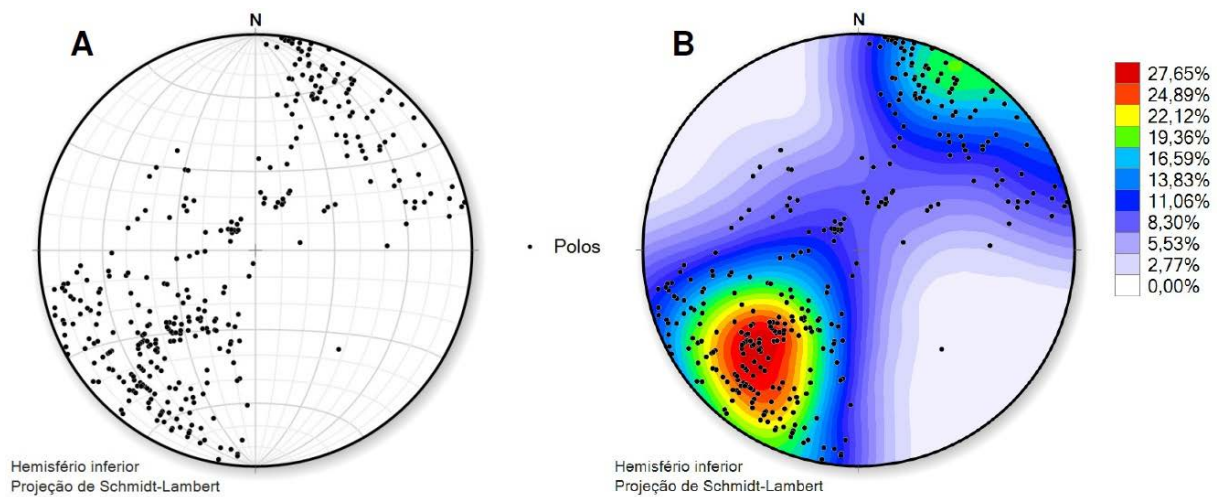 A
N
Hemisfério inferior
Projeção de Schmidt-Lambert
Polos
B
N
Hemisfério inferior
Projeção de Schmidt-Lambert
27,65%
24,89%
22,12%
19,36%
16,59%
13,83%
11,06%
8,30%
5,53%
2,77%
0,00%